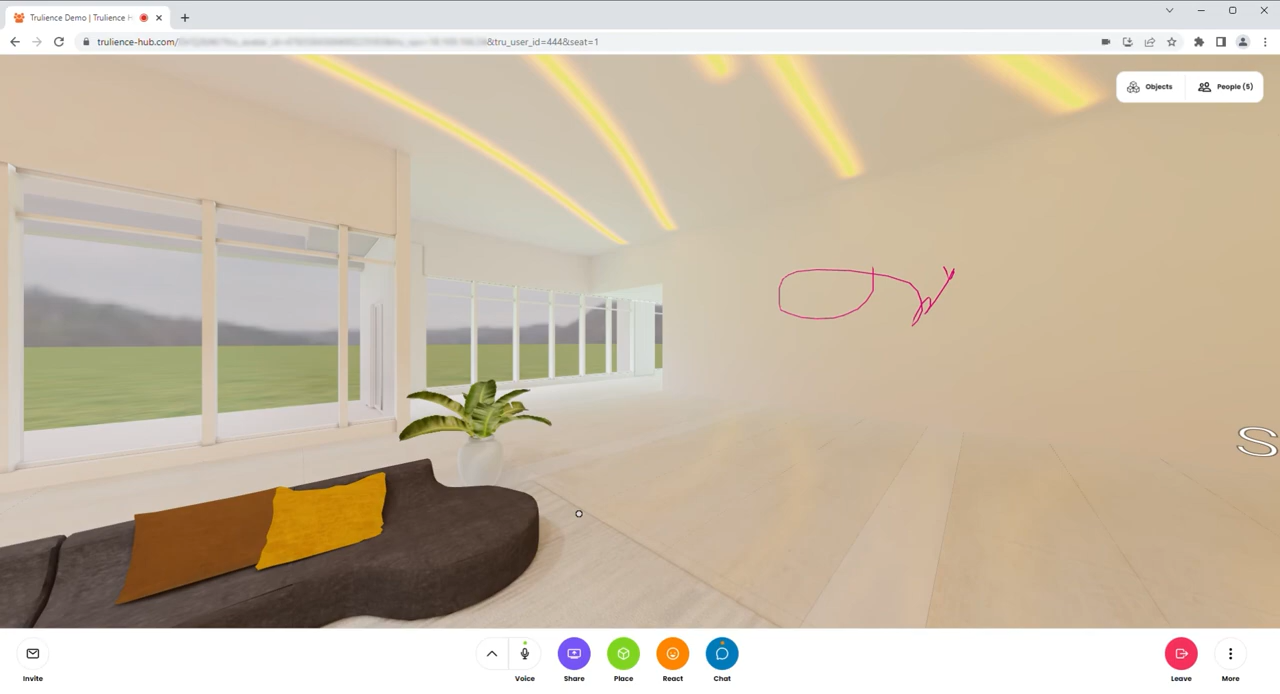 Trulience Demo | Trulience H
trulience-hub.com/
&tru_user_id=444&seat=1
Objects
People (5)
S
Invite
Voice
Share
Place
React
Chat
Leave
More